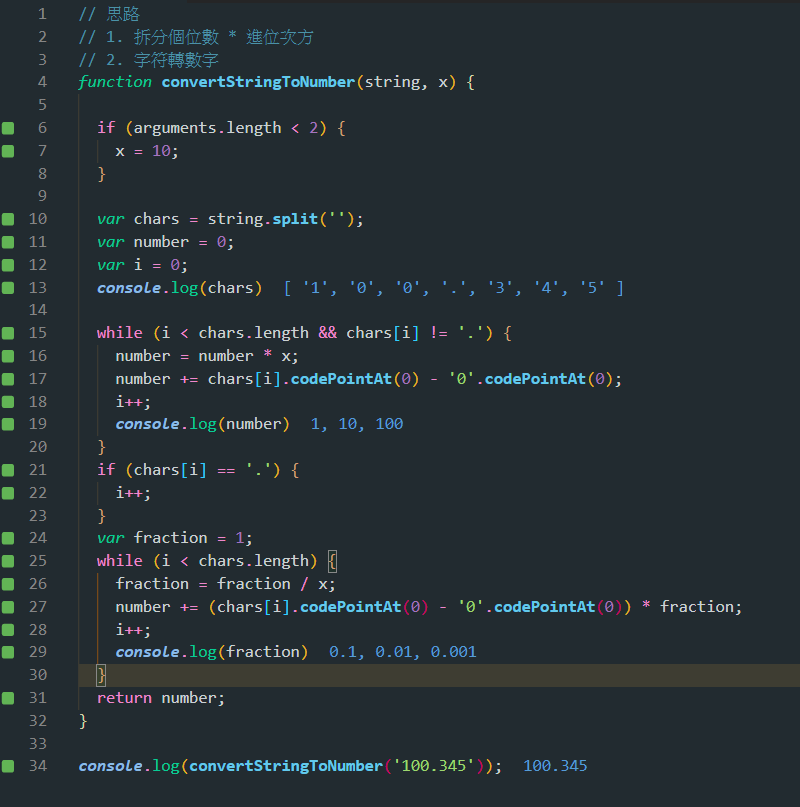 1 // 思路
2 // 1. 拆分個位數 * 進位次方
3 // 2. 字符轉數字
4 function convertStringToNumber(string, x) {
5
6 if (arguments.length < 2) {
7 x = 10;
8 }
9
10 var chars = string.split('');
11 var number = 0;
12 var i = 0;
13 console.log(chars) [ '1', '0', '0', '.', '3', '4', '5' ]
14
15 while (i < chars.length && chars[i] != '.') {
16 number = number * x;
17 number += chars[i].codePointAt(0) - '0'.codePointAt(0);
18 i++;
19 console.log(number) 1, 10, 100
20 }
21 if (chars[i] == '.') {
22 i++;
23 }
24 var fraction = 1;
25 while (i < chars.length) {
26 fraction = fraction / x;
27 number += (chars[i].codePointAt(0) - '0'.codePointAt(0)) * fraction;
28 i++;
29 console.log(fraction) 0.1, 0.01, 0.001
30 }
31 return number;
32 }
33
34 console.log(convertStringToNumber('100.345')); 100.345